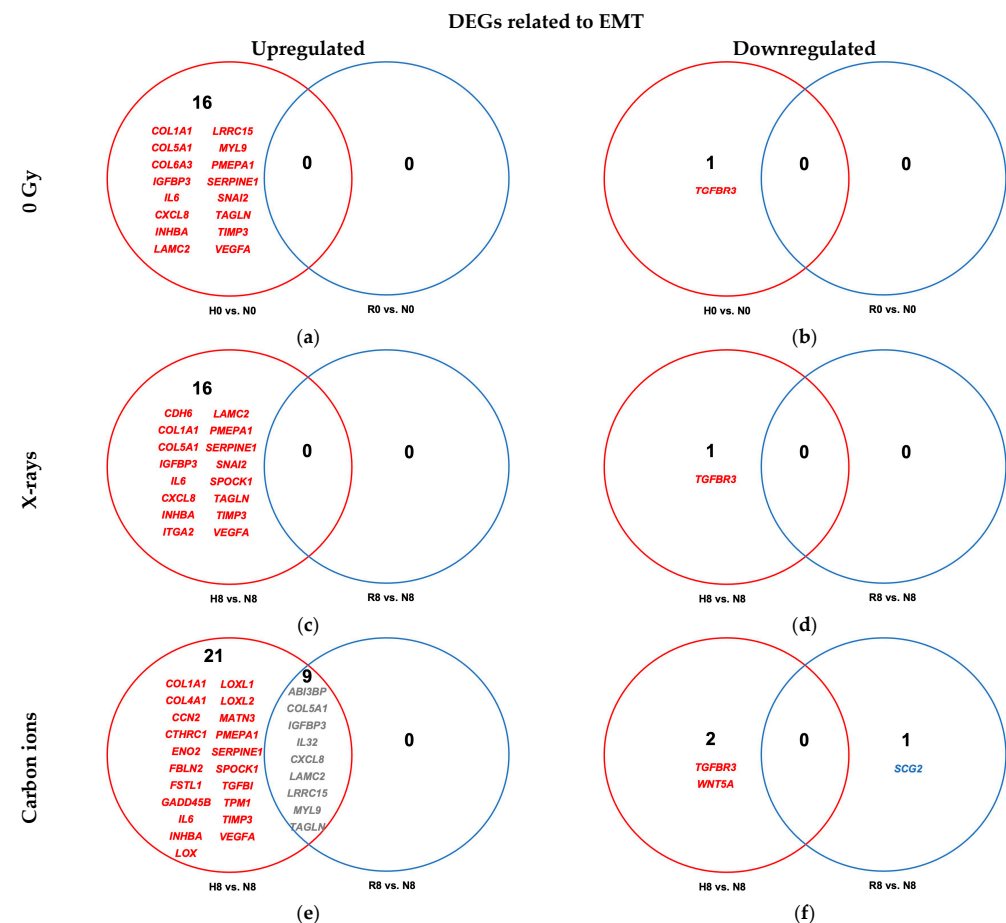 DEGs related to EMT
Upregulated Downregulated
0 Gy
16
COL1A1 LRRC15
COL5A1 MYL9
COL6A3 PMEPA1
IGFBP3 SERPINE1
IL6 SNAI2
CXCL8 TAGLN
INHBA TIMP3
LAMC2 VEGFA
0
0
H0 vs. N0 R0 vs. N0
(a)
1
TGFBR3
0
0
H0 vs. N0 R0 vs. N0
(b)
X-rays
16
CDH6 LAMC2
COL1A1 PMEPA1
COL5A1 SERPINE1
IGFBP3 SNAI2
IL6 SPOCK1
CXCL8 TAGLN
INHBA TIMP3
ITGA2 VEGFA
0
0
H8 vs. N8 R8 vs. N8
(c)
1
TGFBR3
0
0
H8 vs. N8 R8 vs. N8
(d)
Carbon ions
21
COL1A1 LOXL1
COL4A1 LOXL2
CCN2 MATN3
CTHRC1 PMEPA1
ENO2 SERPINE1
FBLN2 SPOCK1
FSTL1 TGFBI
GADD45B TPM1
IL6 TIMP3
INHBA VEGFA
LOX
9
ABI3BP
COL5A1
IGFBP3
IL32
CXCL8
LAMC2
LRRC15
MYL9
TAGLN
0
H8 vs. N8 R8 vs. N8
(e)
2
TGFBR3
WNT5A
0
1
SCG2
H8 vs. N8 R8 vs. N8
(f)